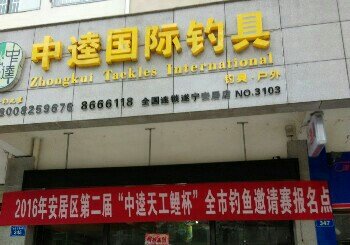 中逵国际钓具
Zhongkui Tackles International
钓具·户外
4008259678 8666118 全国连锁遂宁安居店 NO.3103
2016年安居区第二届“中逵天工鲤杯”全市钓鱼邀请赛报名点
347